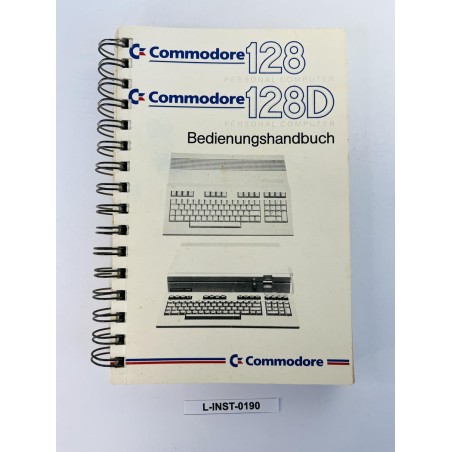 Commodore 128
PERSONAL COMPUTER
Commodore 128D
PERSONAL COMPUTER
Bedienungshandbuch
Commodore
L-INST-0190